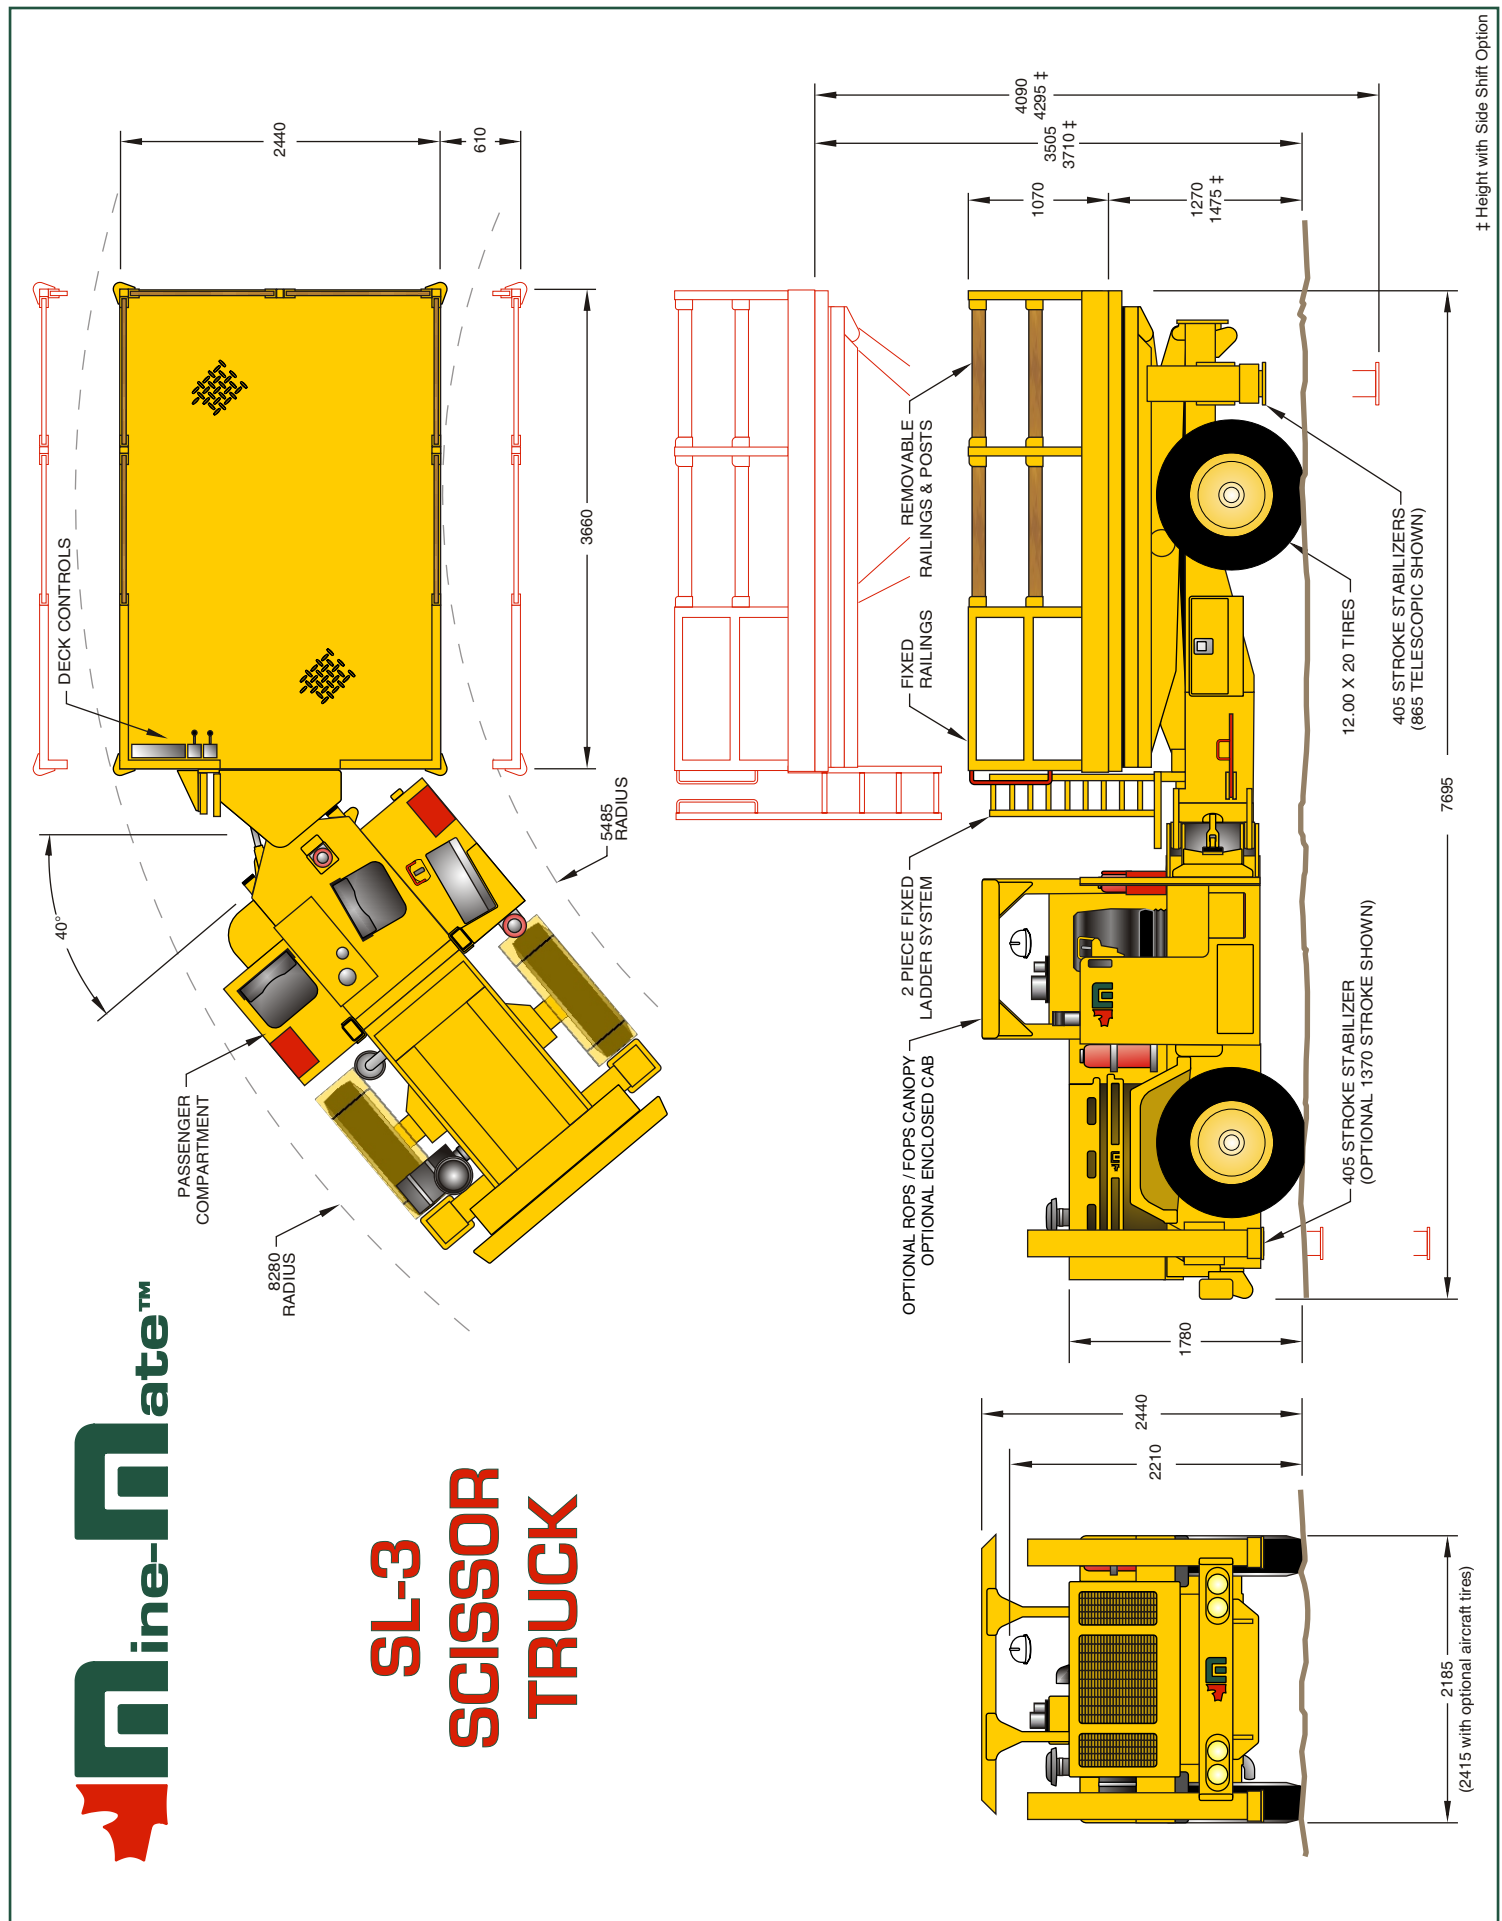 Mine-Mate™
SL-3
SCISSOR
TRUCK
8280
RADIUS
PASSENGER
COMPARTMENT
40°
DECK CONTROLS
5485
RADIUS
3660
2440
610
OPTIONAL ROPS / FOPS CANOPY
OPTIONAL ENCLOSED CAB
2 PIECE FIXED
LADDER SYSTEM
FIXED
RAILINGS
REMOVABLE
RAILINGS & POSTS
4090
4295 ‡
3505
3710 ‡
1070
1270
1475 ‡
2440
2210
1780
405 STROKE STABILIZER
(OPTIONAL 1370 STROKE SHOWN)
12.00 X 20 TIRES
405 STROKE STABILIZERS
(865 TELESCOPIC SHOWN)
7695
2185
(2415 with optional aircraft tires)
‡ Height with Side Shift Option